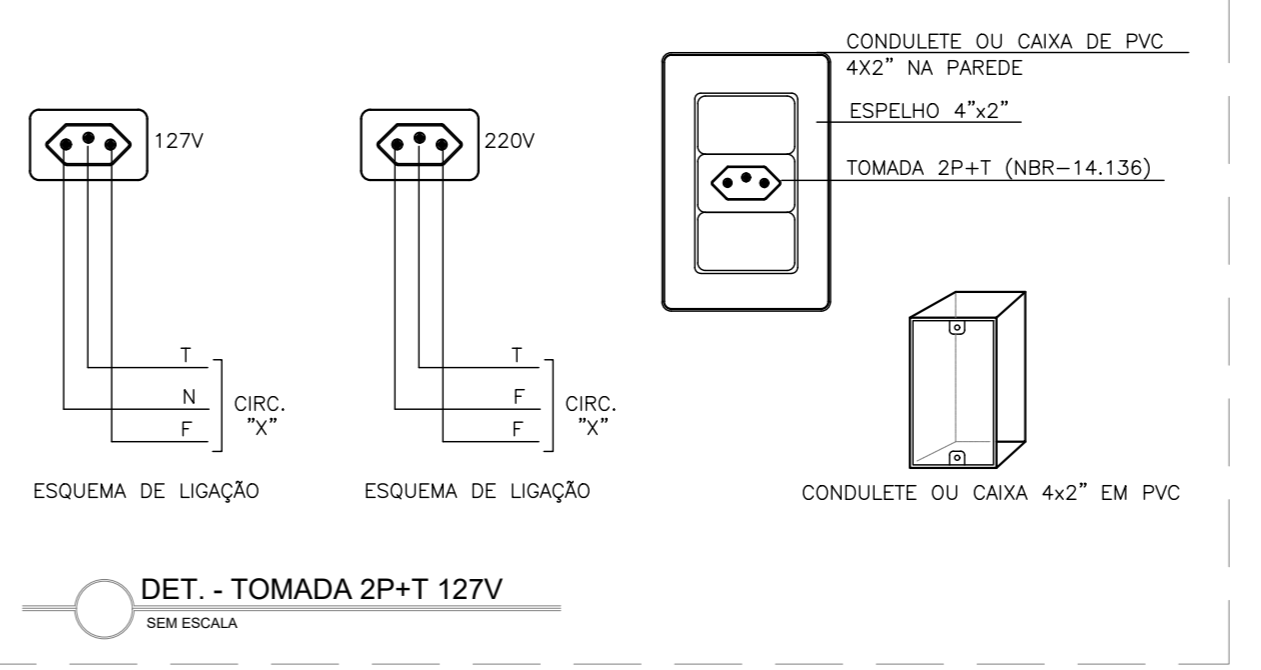 CONDULETE OU CAIXA DE PVC
4X2" NA PAREDE
ESPELHO 4"x2"
TOMADA 2P+T (NBR-14.136)
127V
220V
T
N
F
CIRC.
"X"
T
F
F
CIRC.
"X"
ESQUEMA DE LIGAÇÃO
ESQUEMA DE LIGAÇÃO
CONDULETE OU CAIXA 4x2" EM PVC
DET. - TOMADA 2P+T 127V
SEM ESCALA